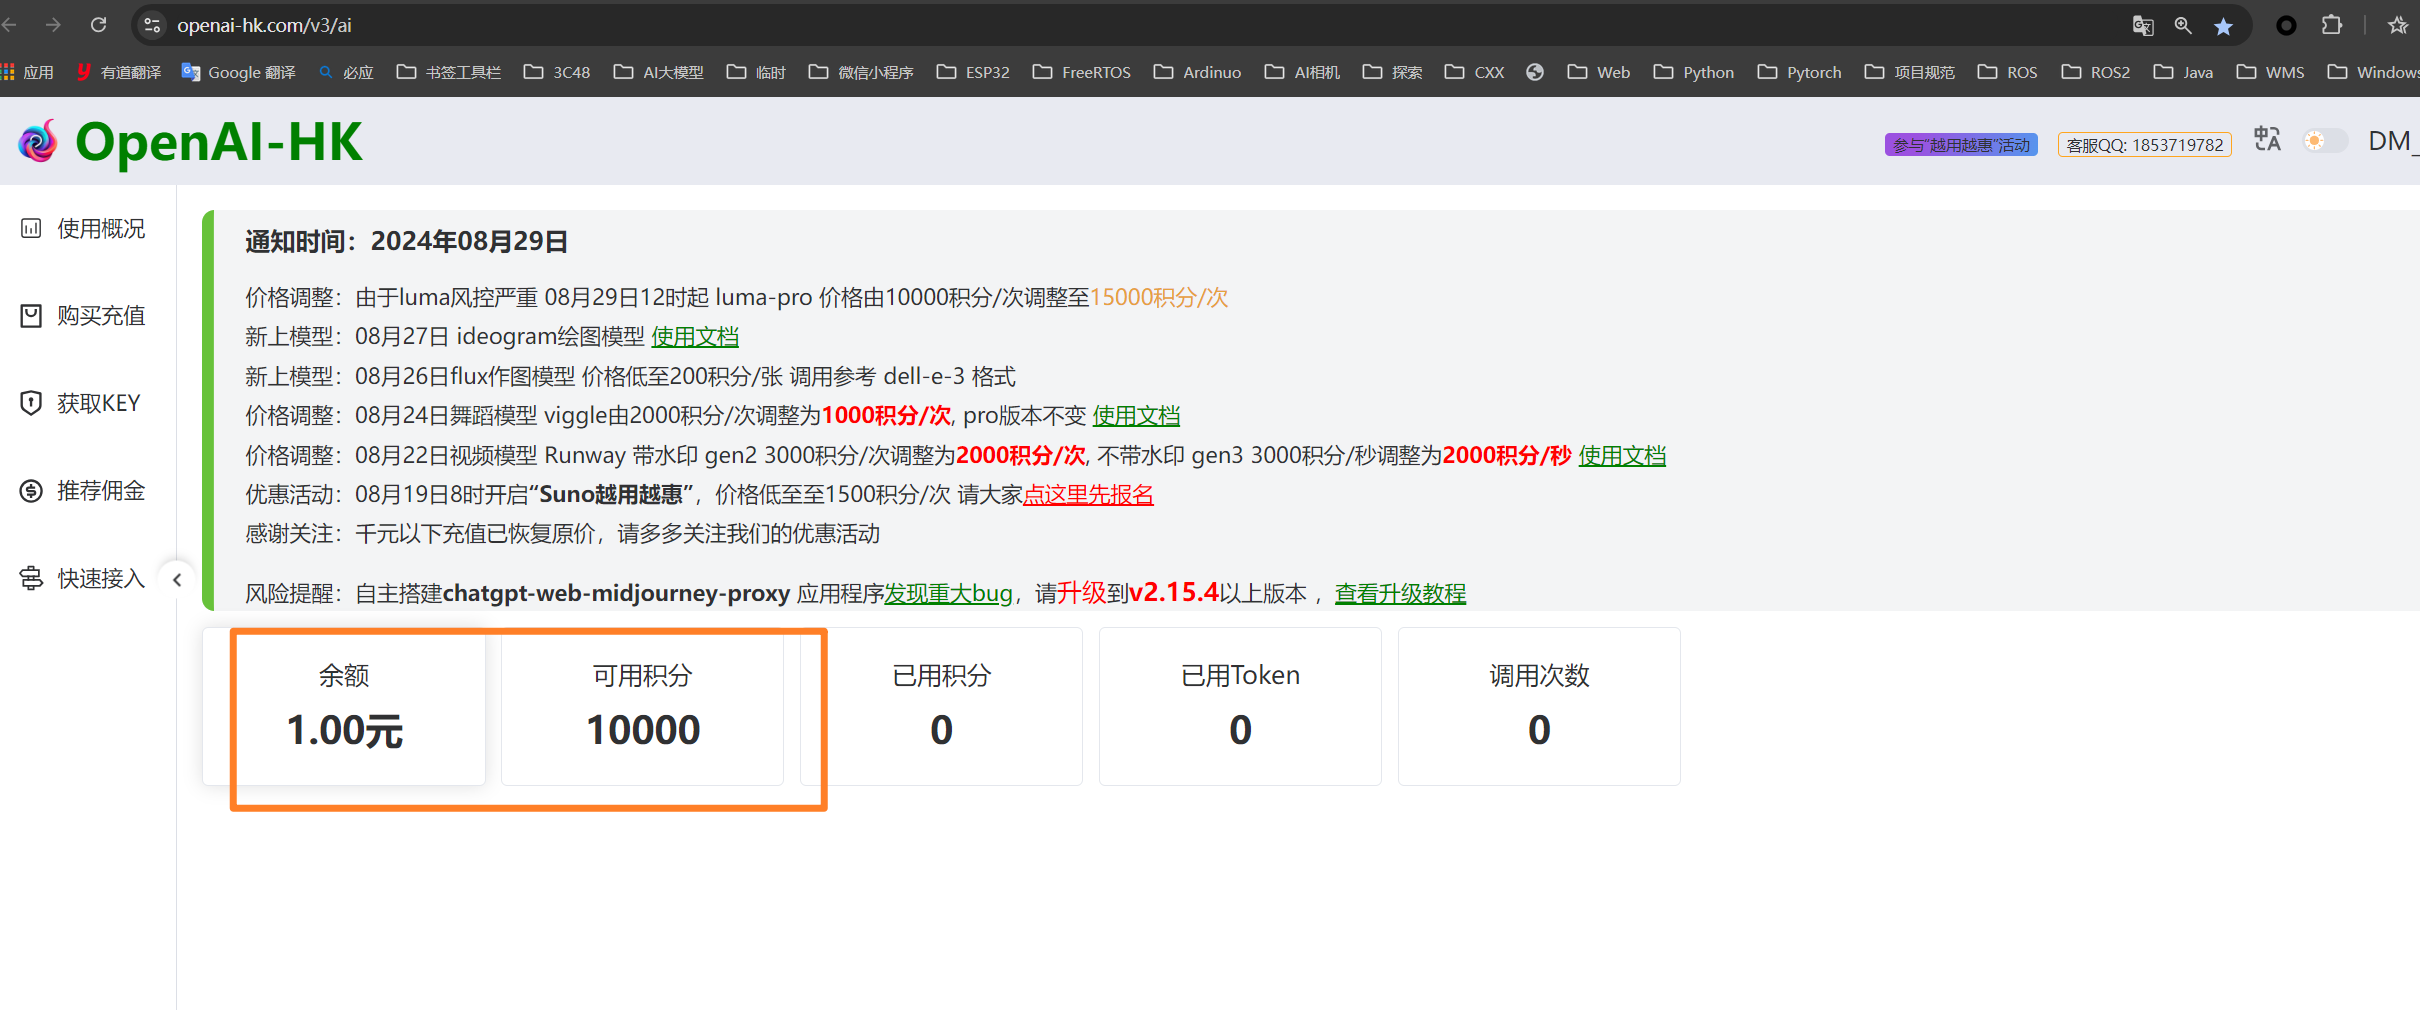 openai-hk.com/v3/ai
应用 有道翻译 Google 翻译 必应 书签工具栏 3C48 AI大模型 临时 微信小程序 ESP32 FreeRTOS Ardinuo AI相机 探索 CXX Web Python Pytorch 项目规范 ROS ROS2 Java WMS Windows
OpenAI-HK
参与“越用越惠”活动 客服QQ: 1853719782 DM_
使用概况
购买充值
获取KEY
推荐佣金
快速接入
通知时间：2024年08月29日
价格调整：由于luma风控严重 08月29日12时起 luma-pro 价格由10000积分/次调整至15000积分/次
新上模型：08月27日 ideogram绘图模型 使用文档
新上模型：08月26日flux作图模型 价格低至200积分/张 调用参考 dell-e-3 格式
价格调整：08月24日舞蹈模型 viggle由2000积分/次调整为1000积分/次, pro版本不变 使用文档
价格调整：08月22日视频模型 Runway 带水印 gen2 3000积分/次调整为2000积分/次, 不带水印 gen3 3000积分/秒调整为2000积分/秒 使用文档
优惠活动：08月19日8时开启“Suno越用越惠”，价格低至至1500积分/次 请大家点这里先报名
感谢关注：千元以下充值已恢复原价，请多多关注我们的优惠活动
风险提醒：自主搭建chatgpt-web-midjourney-proxy 应用程序发现重大bug，请升级到v2.15.4以上版本 ，查看升级教程
余额 可用积分 已用积分 已用Token 调用次数
1.00元 10000 0 0 0